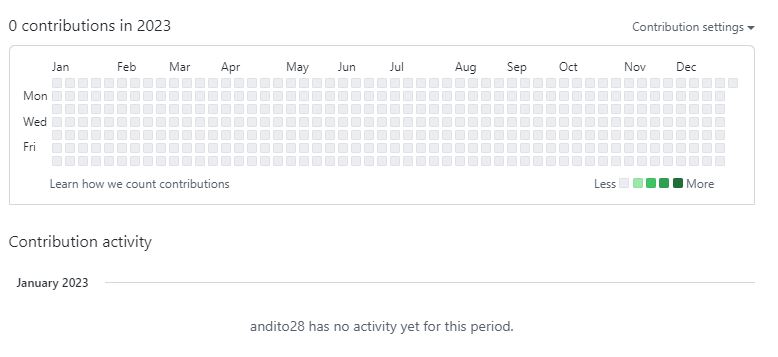 0 contributions in 2023 Contribution settings
Jan Feb Mar Apr May Jun Jul Aug Sep Oct Nov Dec
Mon
Wed
Fri
Learn how we count contributions Less More
Contribution activity
January 2023
andito28 has no activity yet for this period.